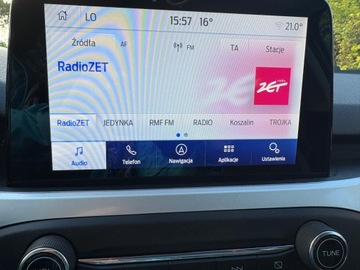 LO 15:57 16° 21.0°
Źródła AF FM TA Stacje
RadioZET
ZET
RadioZET JEDYNKA RMF FM RADIO Koszalin TROJKA
Audio Telefon Nawigacja Aplikacje Ustawienia
TUNE